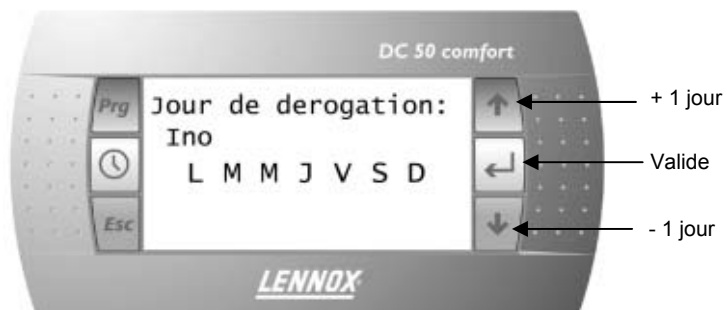 DC 50 comfort
Prg
Jour de derogation:
Ino
L M M J V S D
Esc
+ 1 jour
Valide
- 1 jour
LENNOX